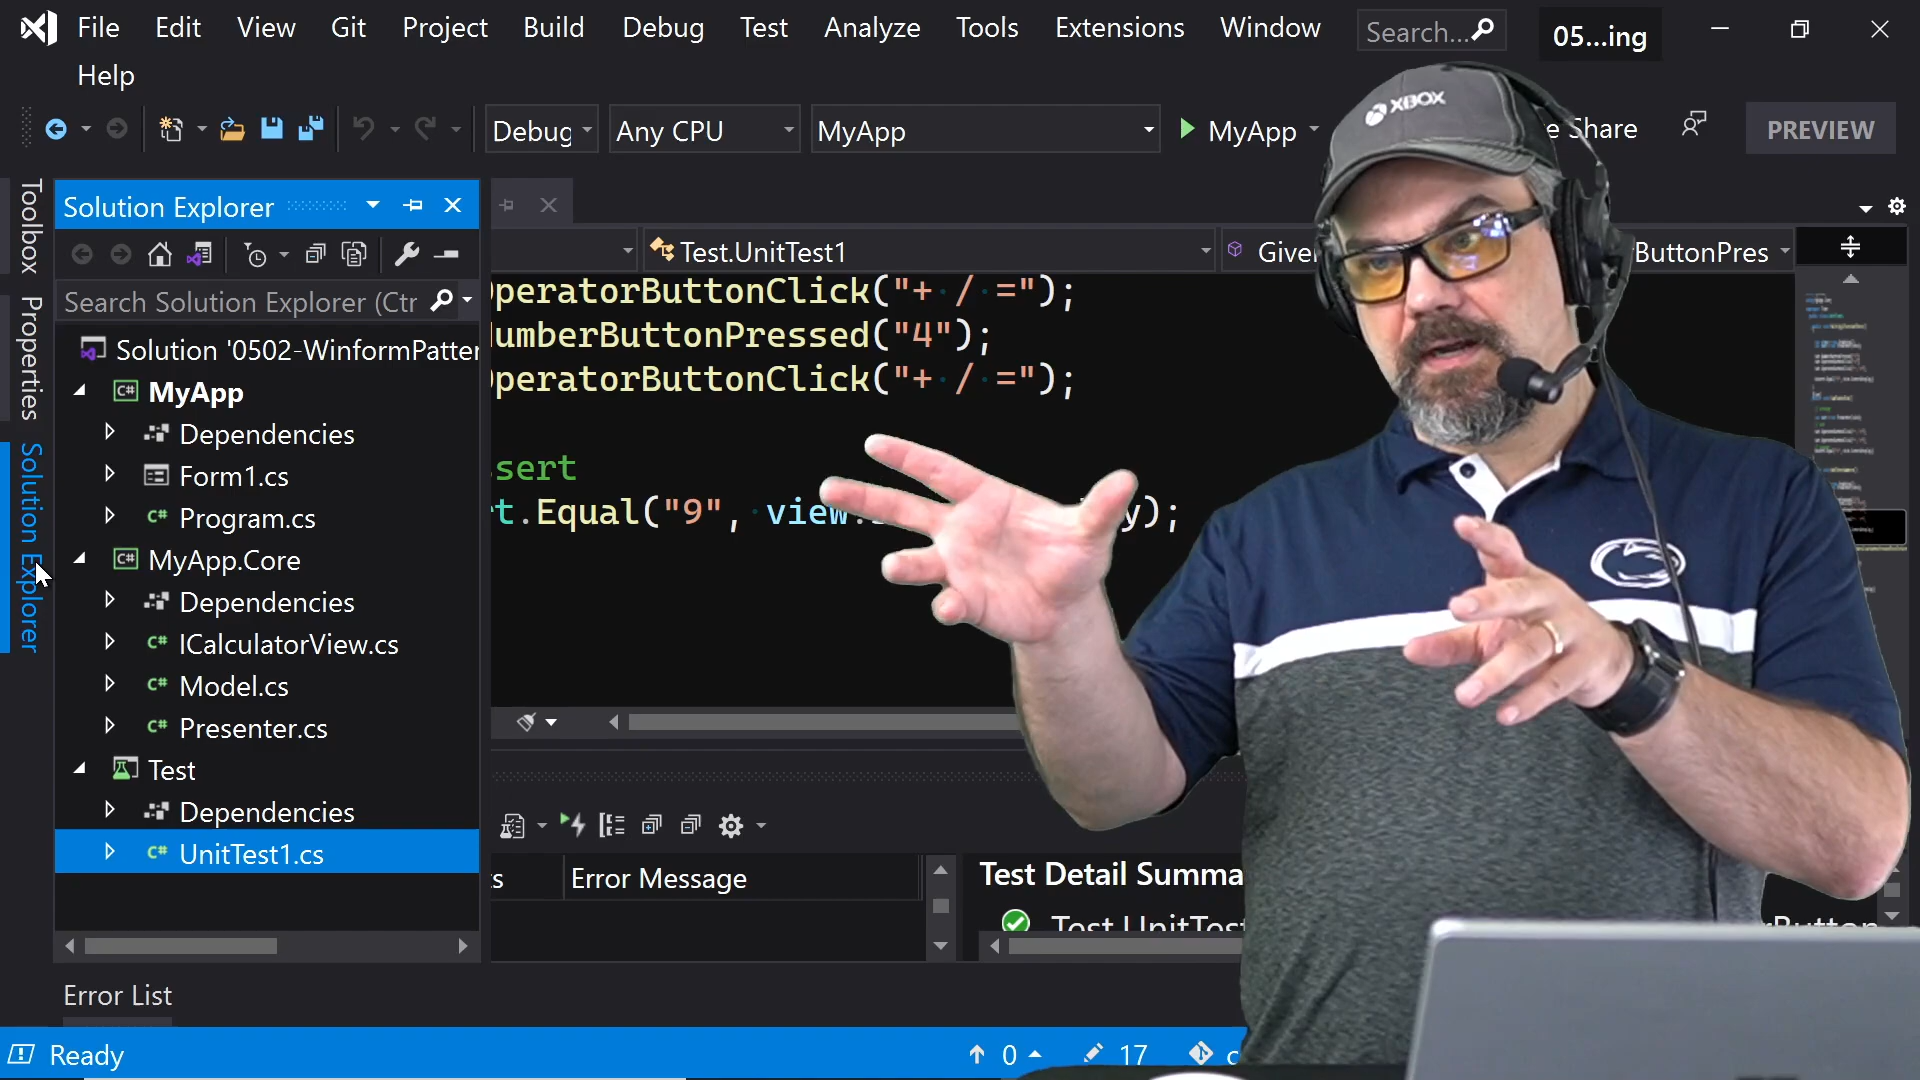 File Edit View Git Project Build Debug Test Analyze Tools Extensions Window Search... 05...ing
Help
Debug Any CPU MyApp MyApp e Share PREVIEW
XBOX
Toolbox
Properties
Solution Explorer
Solution Explorer
Search Solution Explorer (Ctr
Solution '0502-WinformPatter
MyApp
Dependencies
Form1.cs
Program.cs
MyApp.Core
Dependencies
ICalculatorView.cs
Model.cs
Presenter.cs
Test
Dependencies
UnitTest1.cs
Test.UnitTest1 Give ButtonPres
peratorButtonClick("+ / =");
umberButtonPressed("4");
peratorButtonClick("+ / =");
sert
t.Equal("9", view. y);
s Error Message
Test Detail Summa
Test.UnitTest Button
Error List
Ready 0 17 c